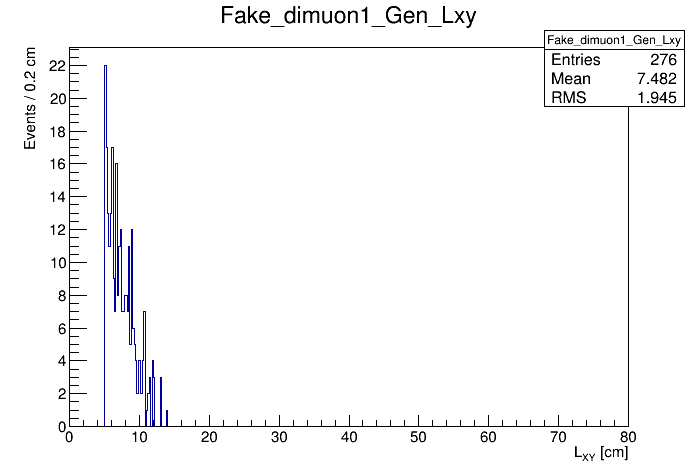 Fake_dimuon1_Gen_Lxy
Fake_dimuon1_Gen_Lxy
Entries 276
Mean 7.482
RMS 1.945
Events / 0.2 cm
22
20
18
16
14
12
10
8
6
4
2
0
0 10 20 30 40 50 60 70 80
L_XY [cm]